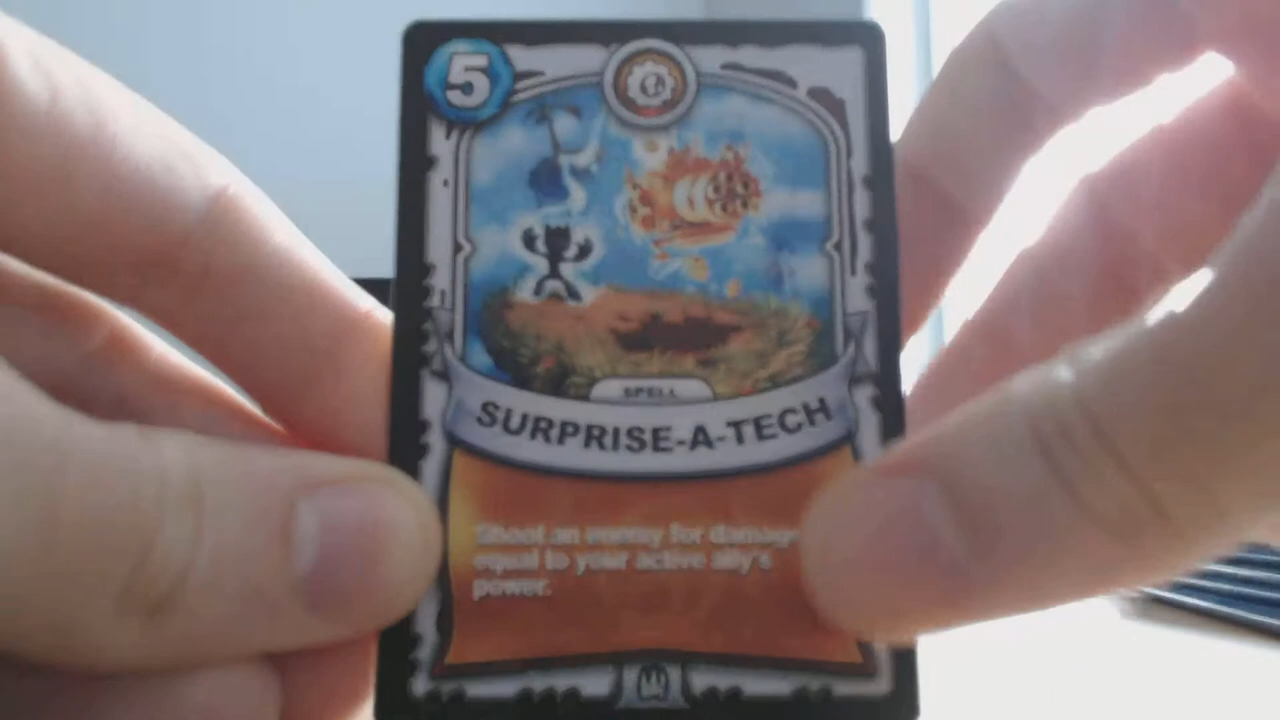 5
SPELL
SURPRISE-A-TECH
Shoot an enemy for damage
equal to your active ally's
power.